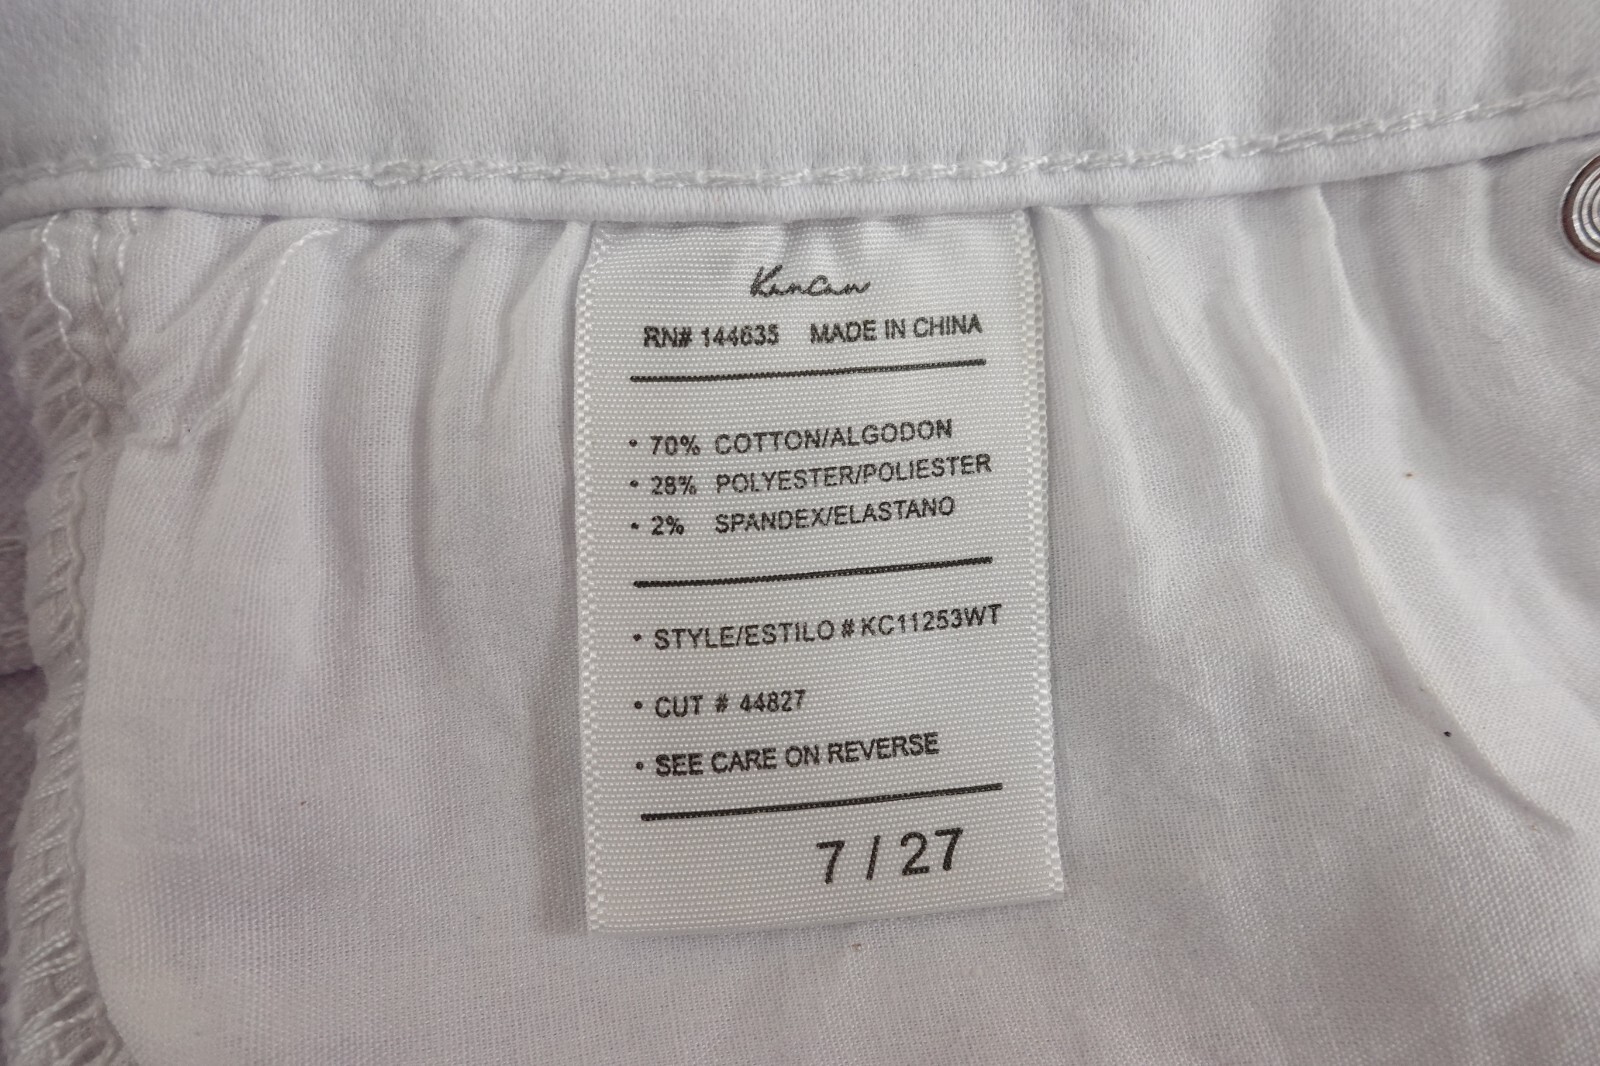 KanCan
RN# 144635 MADE IN CHINA
• 70% COTTON/ALGODON
• 28% POLYESTER/POLIESTER
• 2% SPANDEX/ELASTANO
• STYLE/ESTILO # KC11253WT
• CUT # 44827
• SEE CARE ON REVERSE
7 / 27